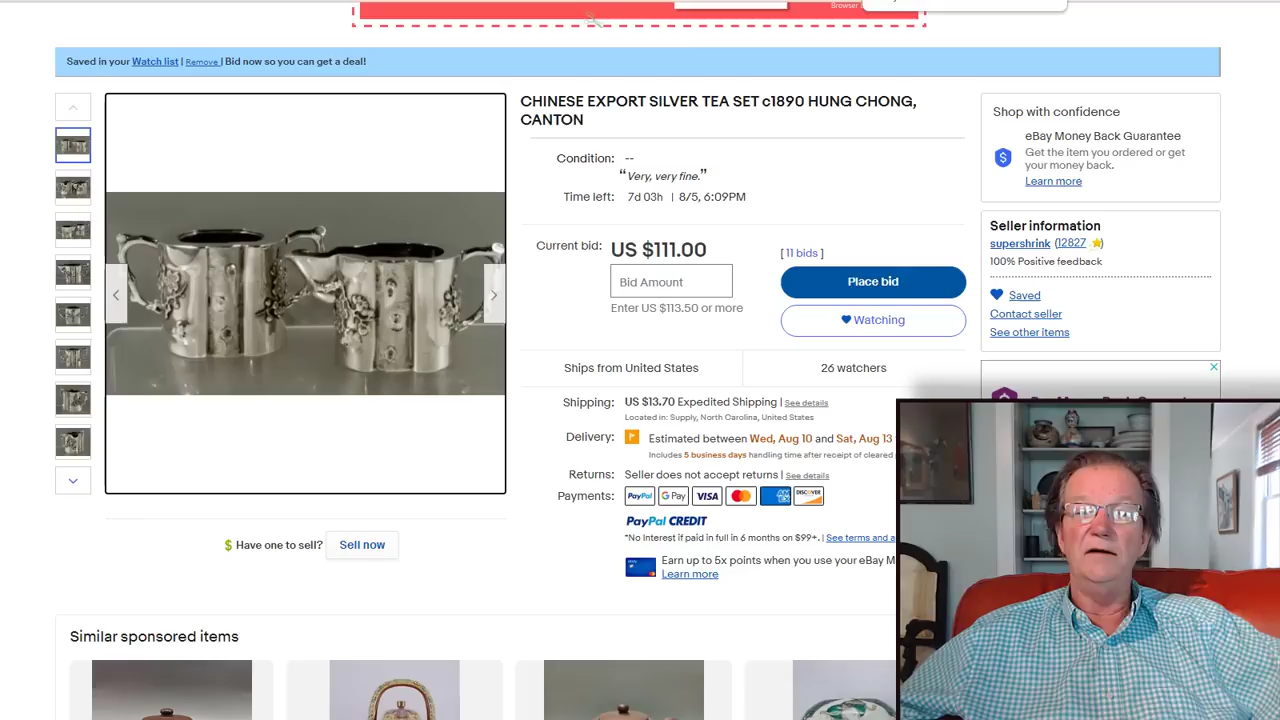 Browser
Saved in your Watch list | Remove | Bid now so you can get a deal!
CHINESE EXPORT SILVER TEA SET c1890 HUNG CHONG,
CANTON
Condition: --
“Very, very fine.”
Time left: 7d 03h | 8/5, 6:09PM
Current bid: US $111.00
[ 11 bids ]
Bid Amount
Place bid
Enter US $113.50 or more
Watching
Ships from United States
26 watchers
Shipping: US $13.70 Expedited Shipping | See details
Located in: Supply, North Carolina, United States
Delivery: Estimated between Wed, Aug 10 and Sat, Aug 13
Includes 5 business days handling time after receipt of cleared
Returns: Seller does not accept returns | See details
Payments: PayPal G Pay VISA DISCOVER
PayPal CREDIT
*No Interest if paid in full in 6 months on $99+. | See terms and a
Earn up to 5x points when you use your eBay M
Learn more
$ Have one to sell? Sell now
Shop with confidence
eBay Money Back Guarantee
Get the item you ordered or get
your money back.
Learn more
Seller information
supershrink (12827)
100% Positive feedback
Saved
Contact seller
See other items
Similar sponsored items